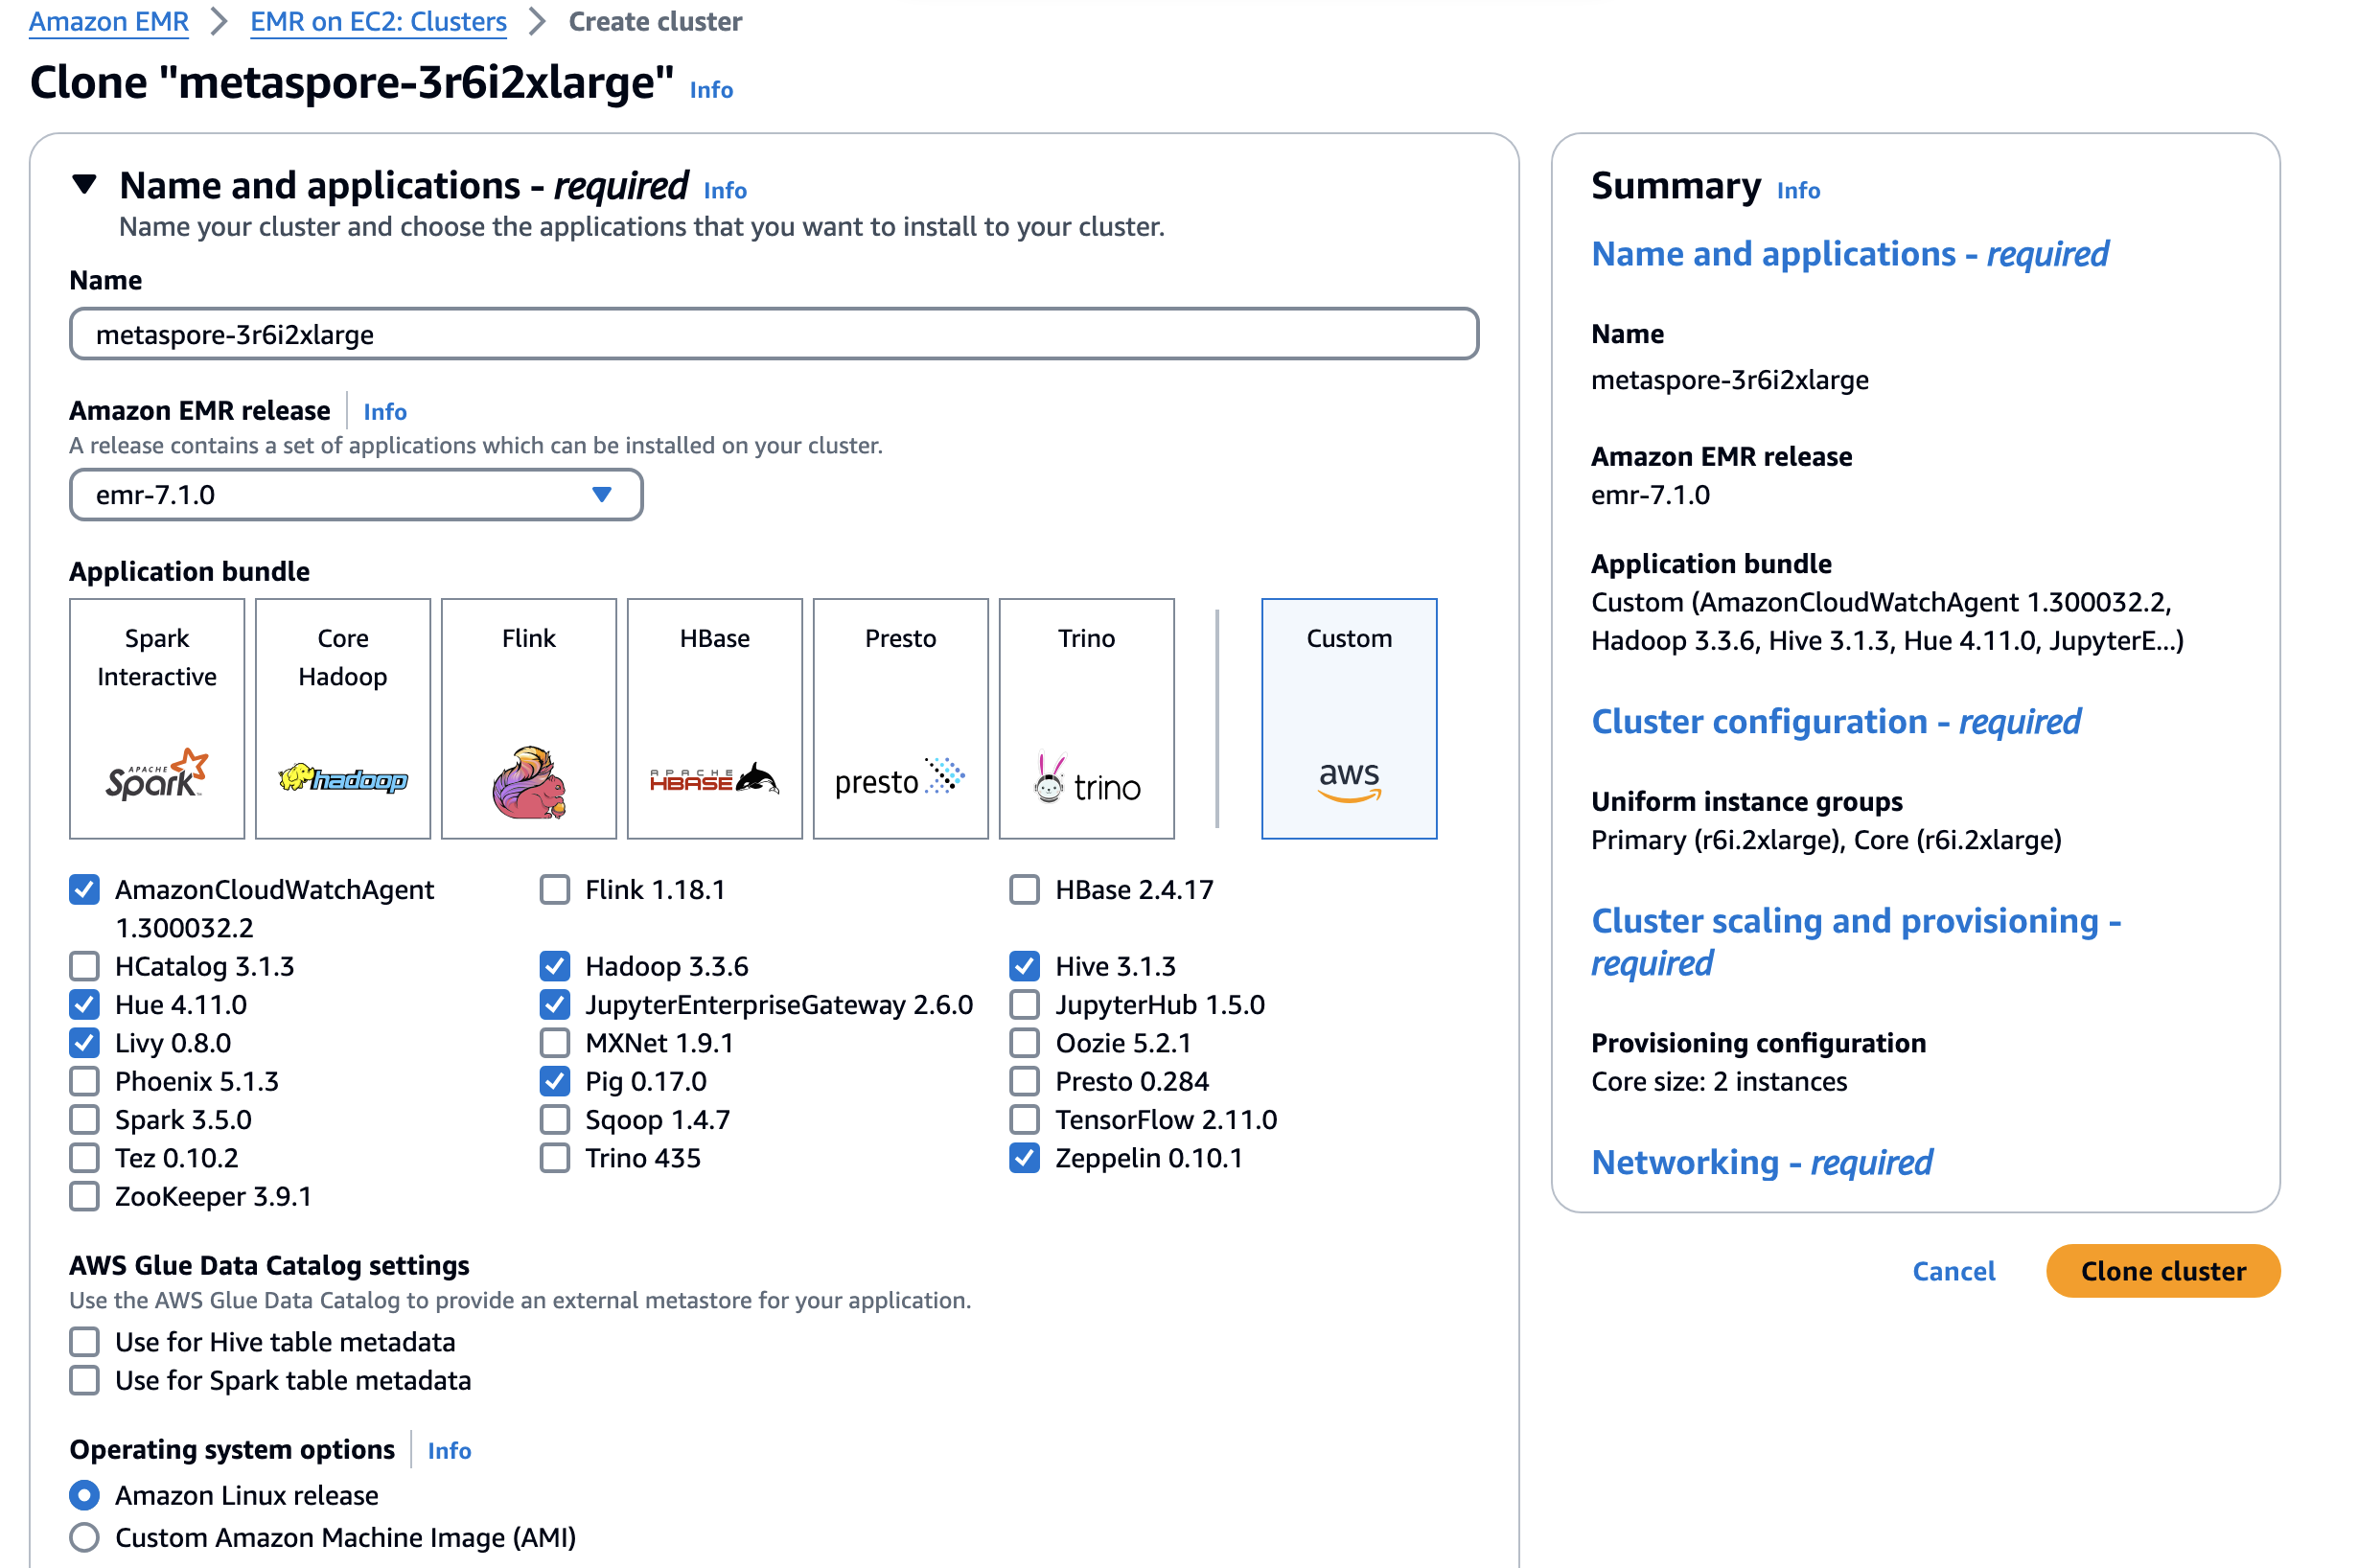 Amazon EMR > EMR on EC2: Clusters > Create cluster
Clone "metaspore-3r6i2xlarge" Info
Name and applications - required Info
Name your cluster and choose the applications that you want to install to your cluster.
Name
metaspore-3r6i2xlarge
Amazon EMR release Info
A release contains a set of applications which can be installed on your cluster.
emr-7.1.0
Application bundle
Spark
Interactive
APACHE
Spark
Core
Hadoop
hadoop
Flink
HBase
APACHE
HBASE
Presto
presto
Trino
trino
Custom
aws
AmazonCloudWatchAgent
1.300032.2
Flink 1.18.1
HBase 2.4.17
HCatalog 3.1.3
Hadoop 3.3.6
Hive 3.1.3
Hue 4.11.0
JupyterEnterpriseGateway 2.6.0
JupyterHub 1.5.0
Livy 0.8.0
MXNet 1.9.1
Oozie 5.2.1
Phoenix 5.1.3
Pig 0.17.0
Presto 0.284
Spark 3.5.0
Sqoop 1.4.7
TensorFlow 2.11.0
Tez 0.10.2
Trino 435
Zeppelin 0.10.1
ZooKeeper 3.9.1
AWS Glue Data Catalog settings
Use the AWS Glue Data Catalog to provide an external metastore for your application.
Use for Hive table metadata
Use for Spark table metadata
Operating system options Info
Amazon Linux release
Custom Amazon Machine Image (AMI)
Summary Info
Name and applications - required
Name
metaspore-3r6i2xlarge
Amazon EMR release
emr-7.1.0
Application bundle
Custom (AmazonCloudWatchAgent 1.300032.2,
Hadoop 3.3.6, Hive 3.1.3, Hue 4.11.0, JupyterE...)
Cluster configuration - required
Uniform instance groups
Primary (r6i.2xlarge), Core (r6i.2xlarge)
Cluster scaling and provisioning -
required
Provisioning configuration
Core size: 2 instances
Networking - required
Cancel
Clone cluster